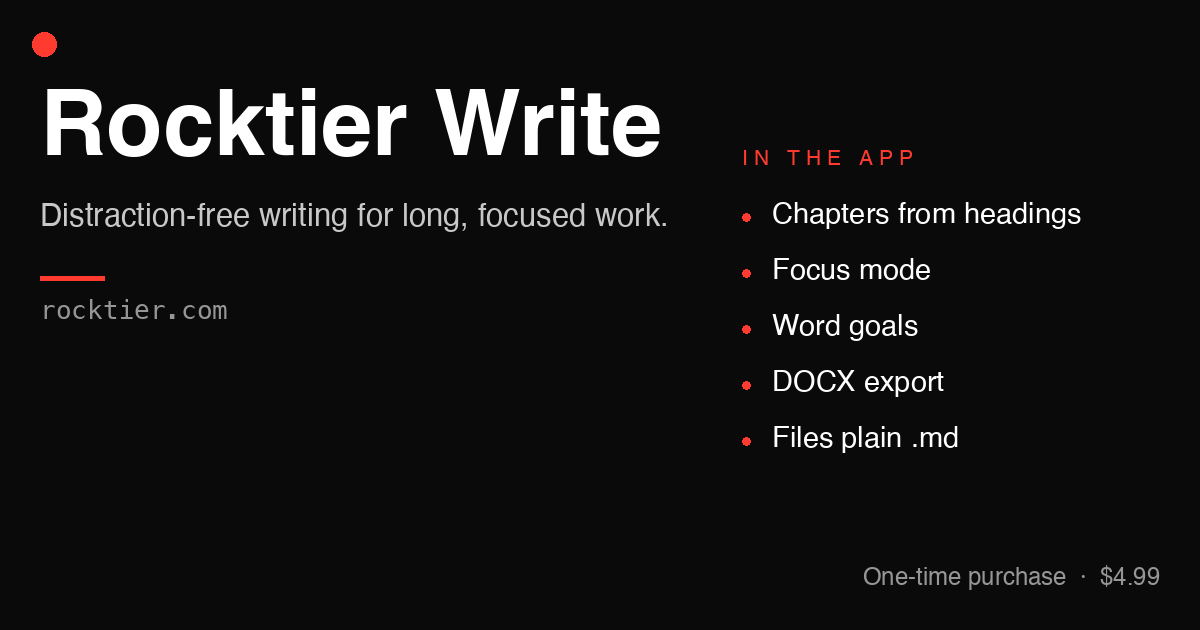 Rocktier Write
Distraction-free writing for long, focused work.
rocktier.com
IN THE APP
Chapters from headings
Focus mode
Word goals
DOCX export
Files plain .md
One-time purchase · $4.99